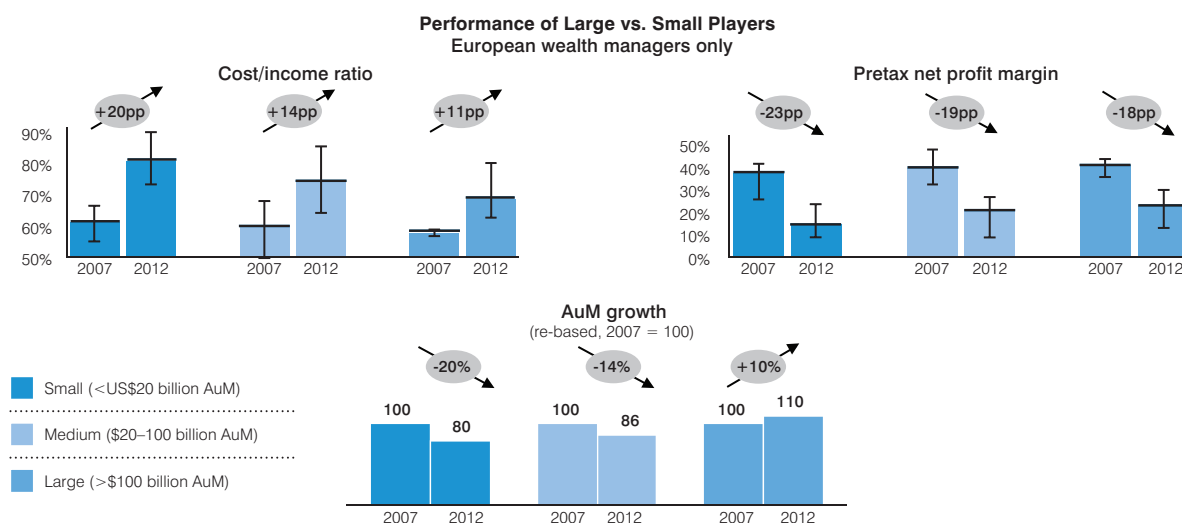 Performance of Large vs. Small Players
European wealth managers only
Cost/income ratio
+20pp
+14pp
+11pp
90%
80%
70%
60%
50%
2007 2012
2007 2012
2007 2012
Pretax net profit margin
-23pp
-19pp
-18pp
50%
40%
30%
20%
10%
0%
2007 2012
2007 2012
2007 2012
AuM growth
(re-based, 2007 = 100)
-20%
-14%
+10%
100 80
100 86
100 110
2007 2012
2007 2012
2007 2012
Small (<US$20 billion AuM)
Medium ($20–100 billion AuM)
Large (>$100 billion AuM)